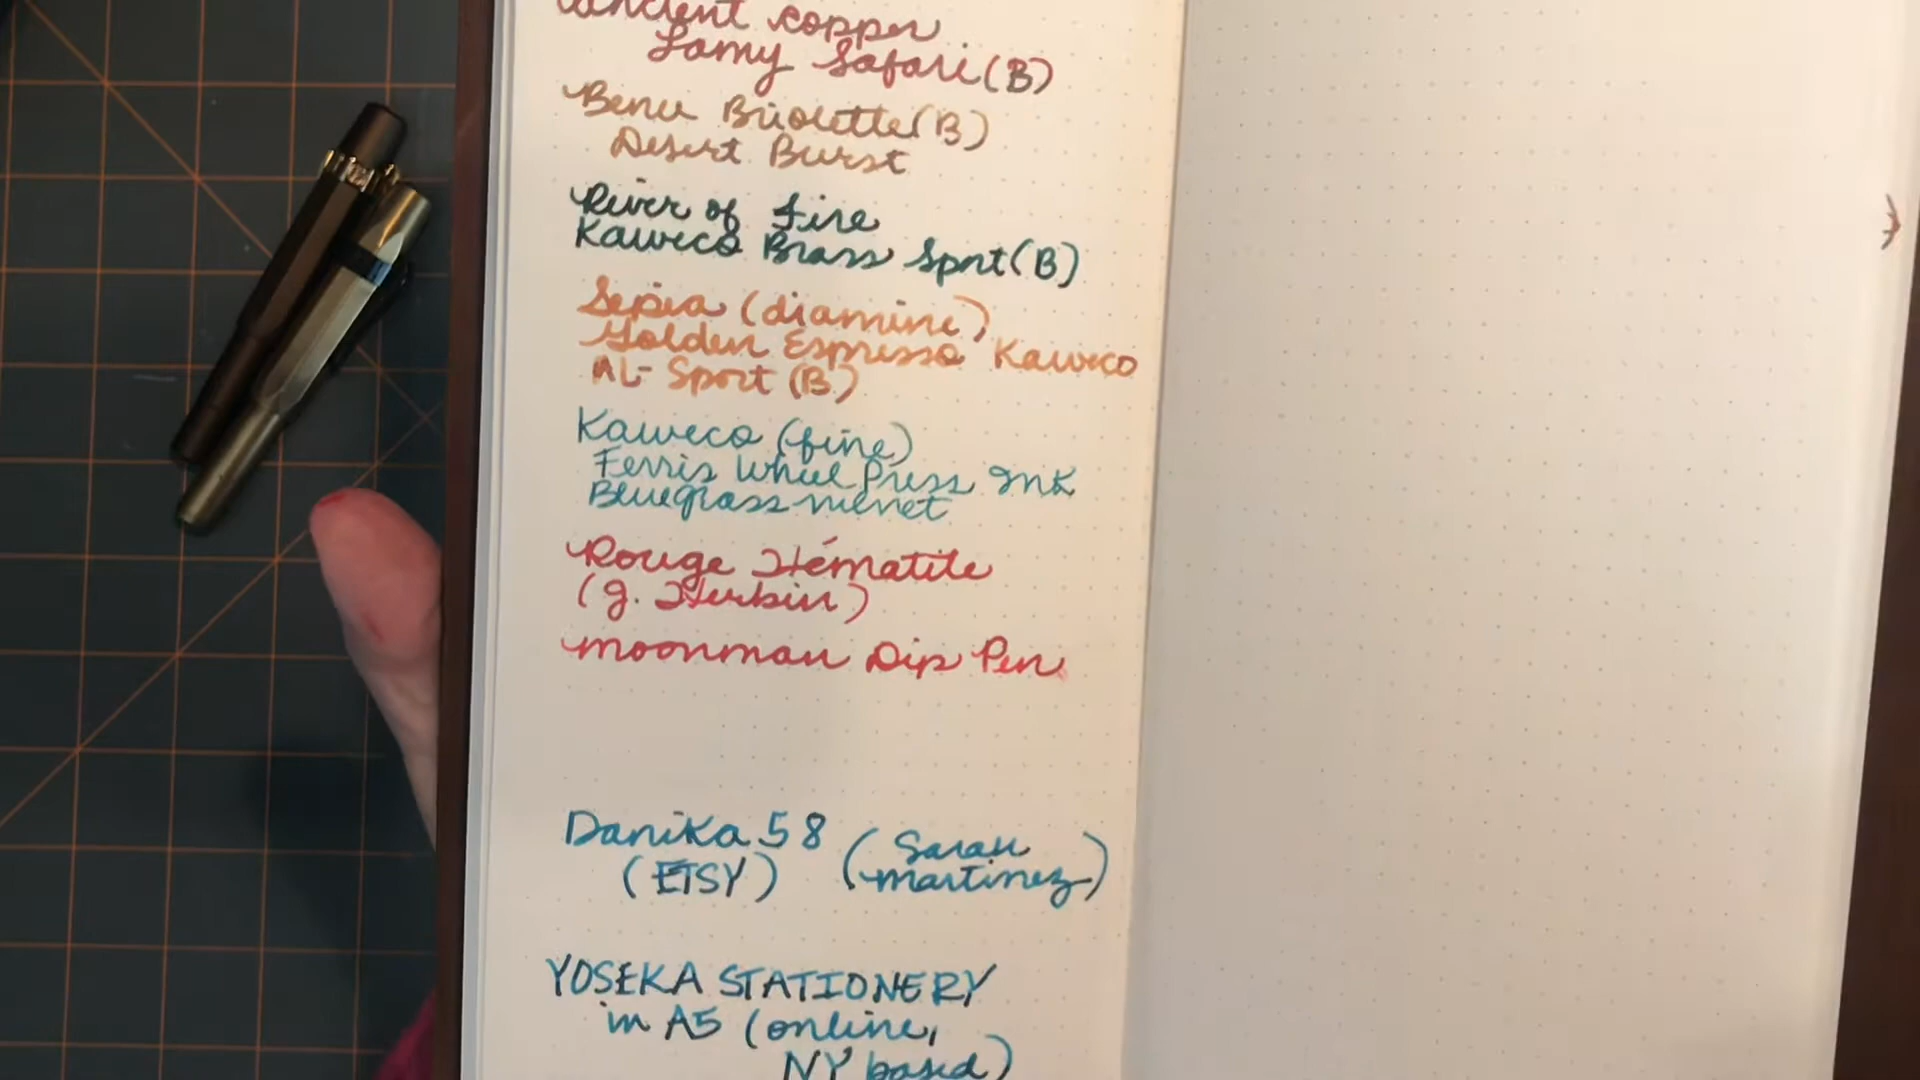 Ancient Copper
Lamy Safari (B)
Benu Briolette (B)
Desert Burst
River of Fire
Kaweco Brass Sport (B)
Sepia (diamine)
Golden Espresso Kaweco
AL-Sport (B)
Kaweco (fine)
Ferris Wheel Press Ink
Bluegrass velvet
Rouge Hématite
(J. Herbin)
moonman Dip Pen
Danika 58 (Sarah
(ETSY) martinez)
YOSEKA STATIONERY
in A5 (online,
NY based)